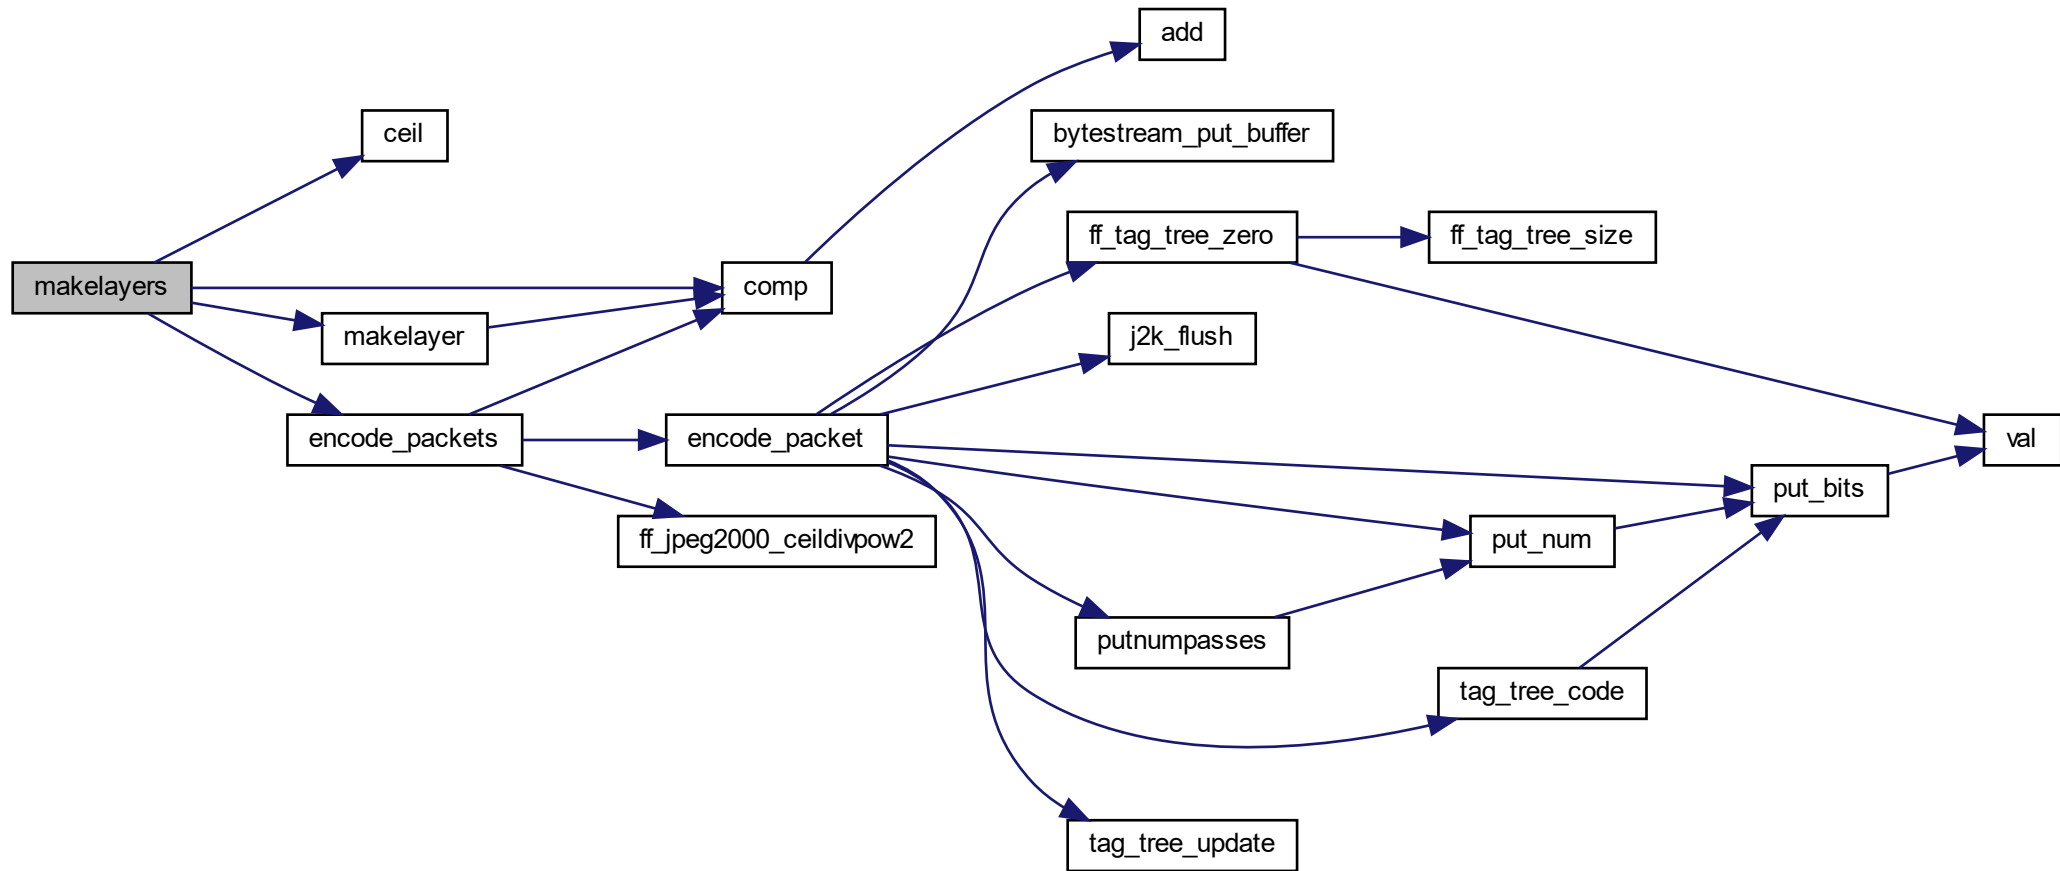 add
ceil
bytestream_put_buffer
ff_tag_tree_zero
ff_tag_tree_size
makelayers
comp
makelayer
j2k_flush
encode_packets
encode_packet
val
put_bits
ff_jpeg2000_ceildivpow2
put_num
putnumpasses
tag_tree_code
tag_tree_update